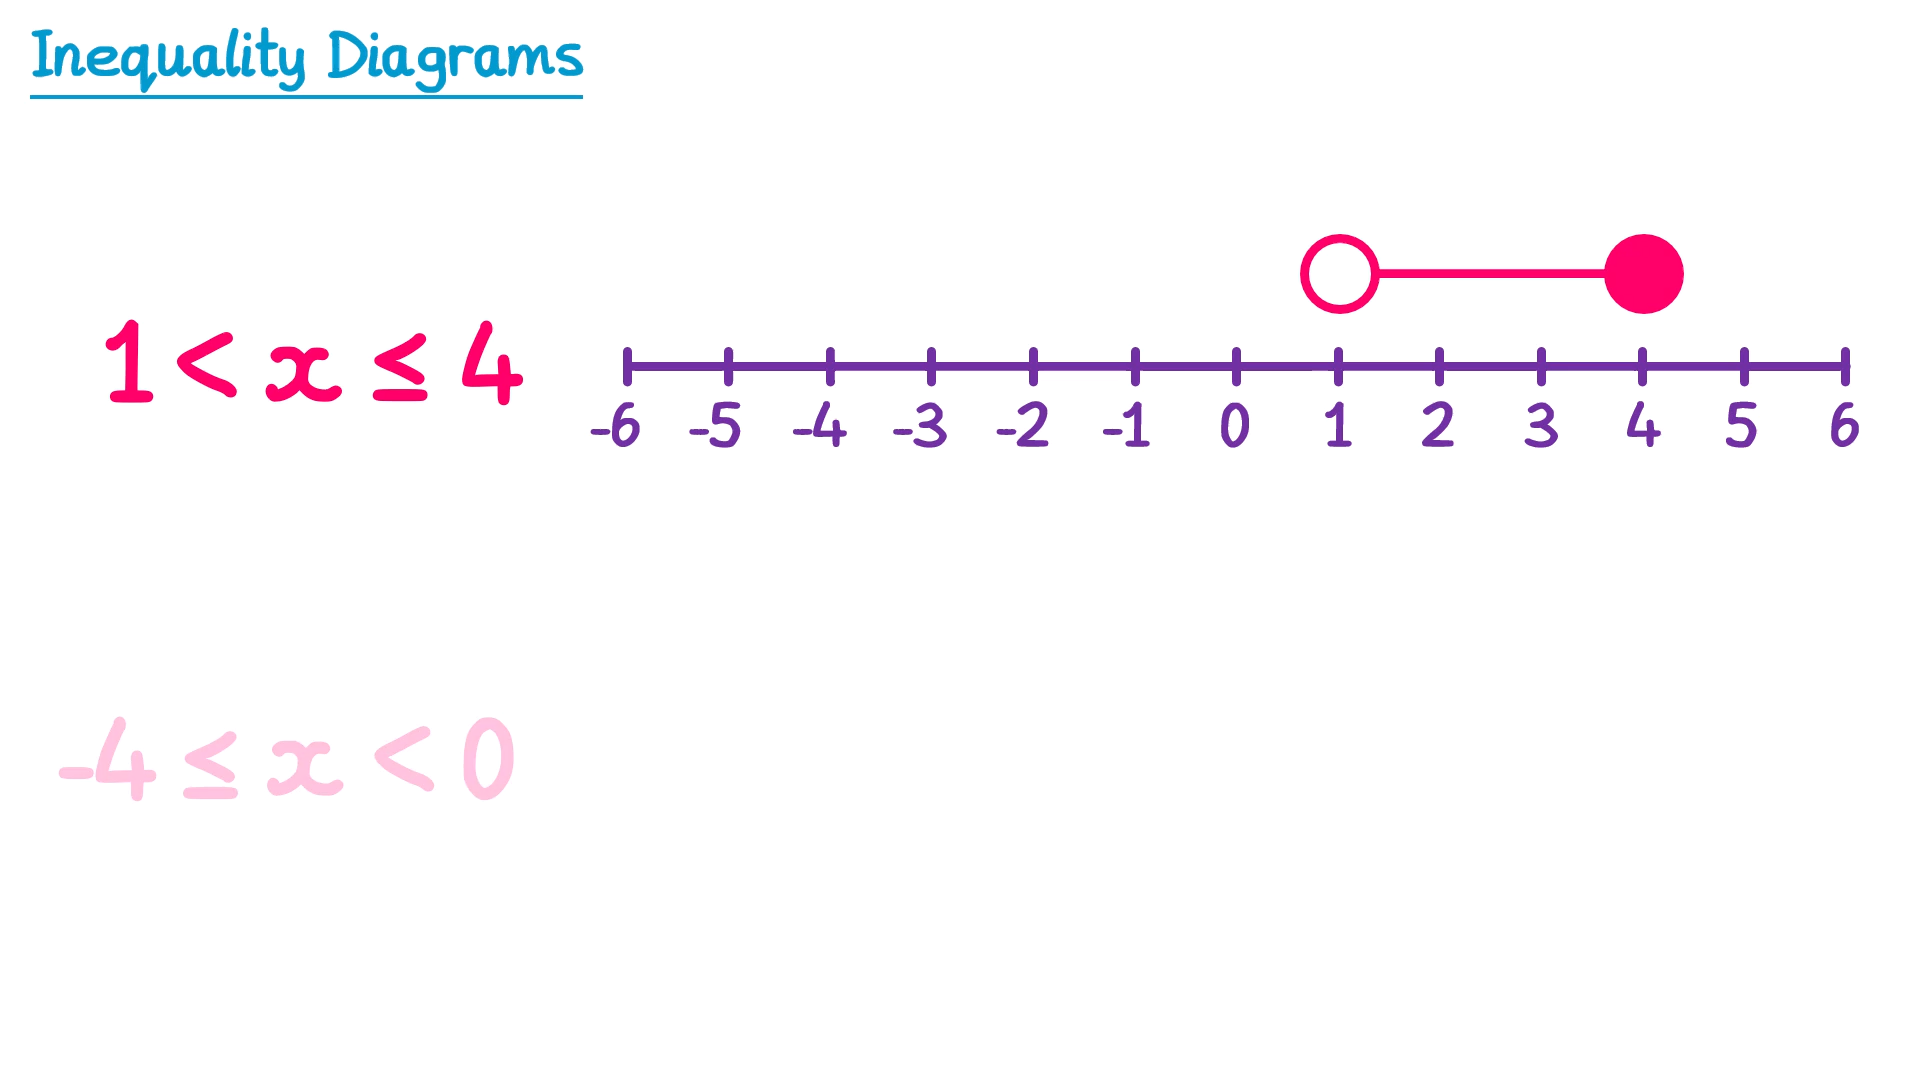 Inequality Diagrams
1 < x ≤ 4
-6 -5 -4 -3 -2 -1 0 1 2 3 4 5 6
-4 ≤ x < 0